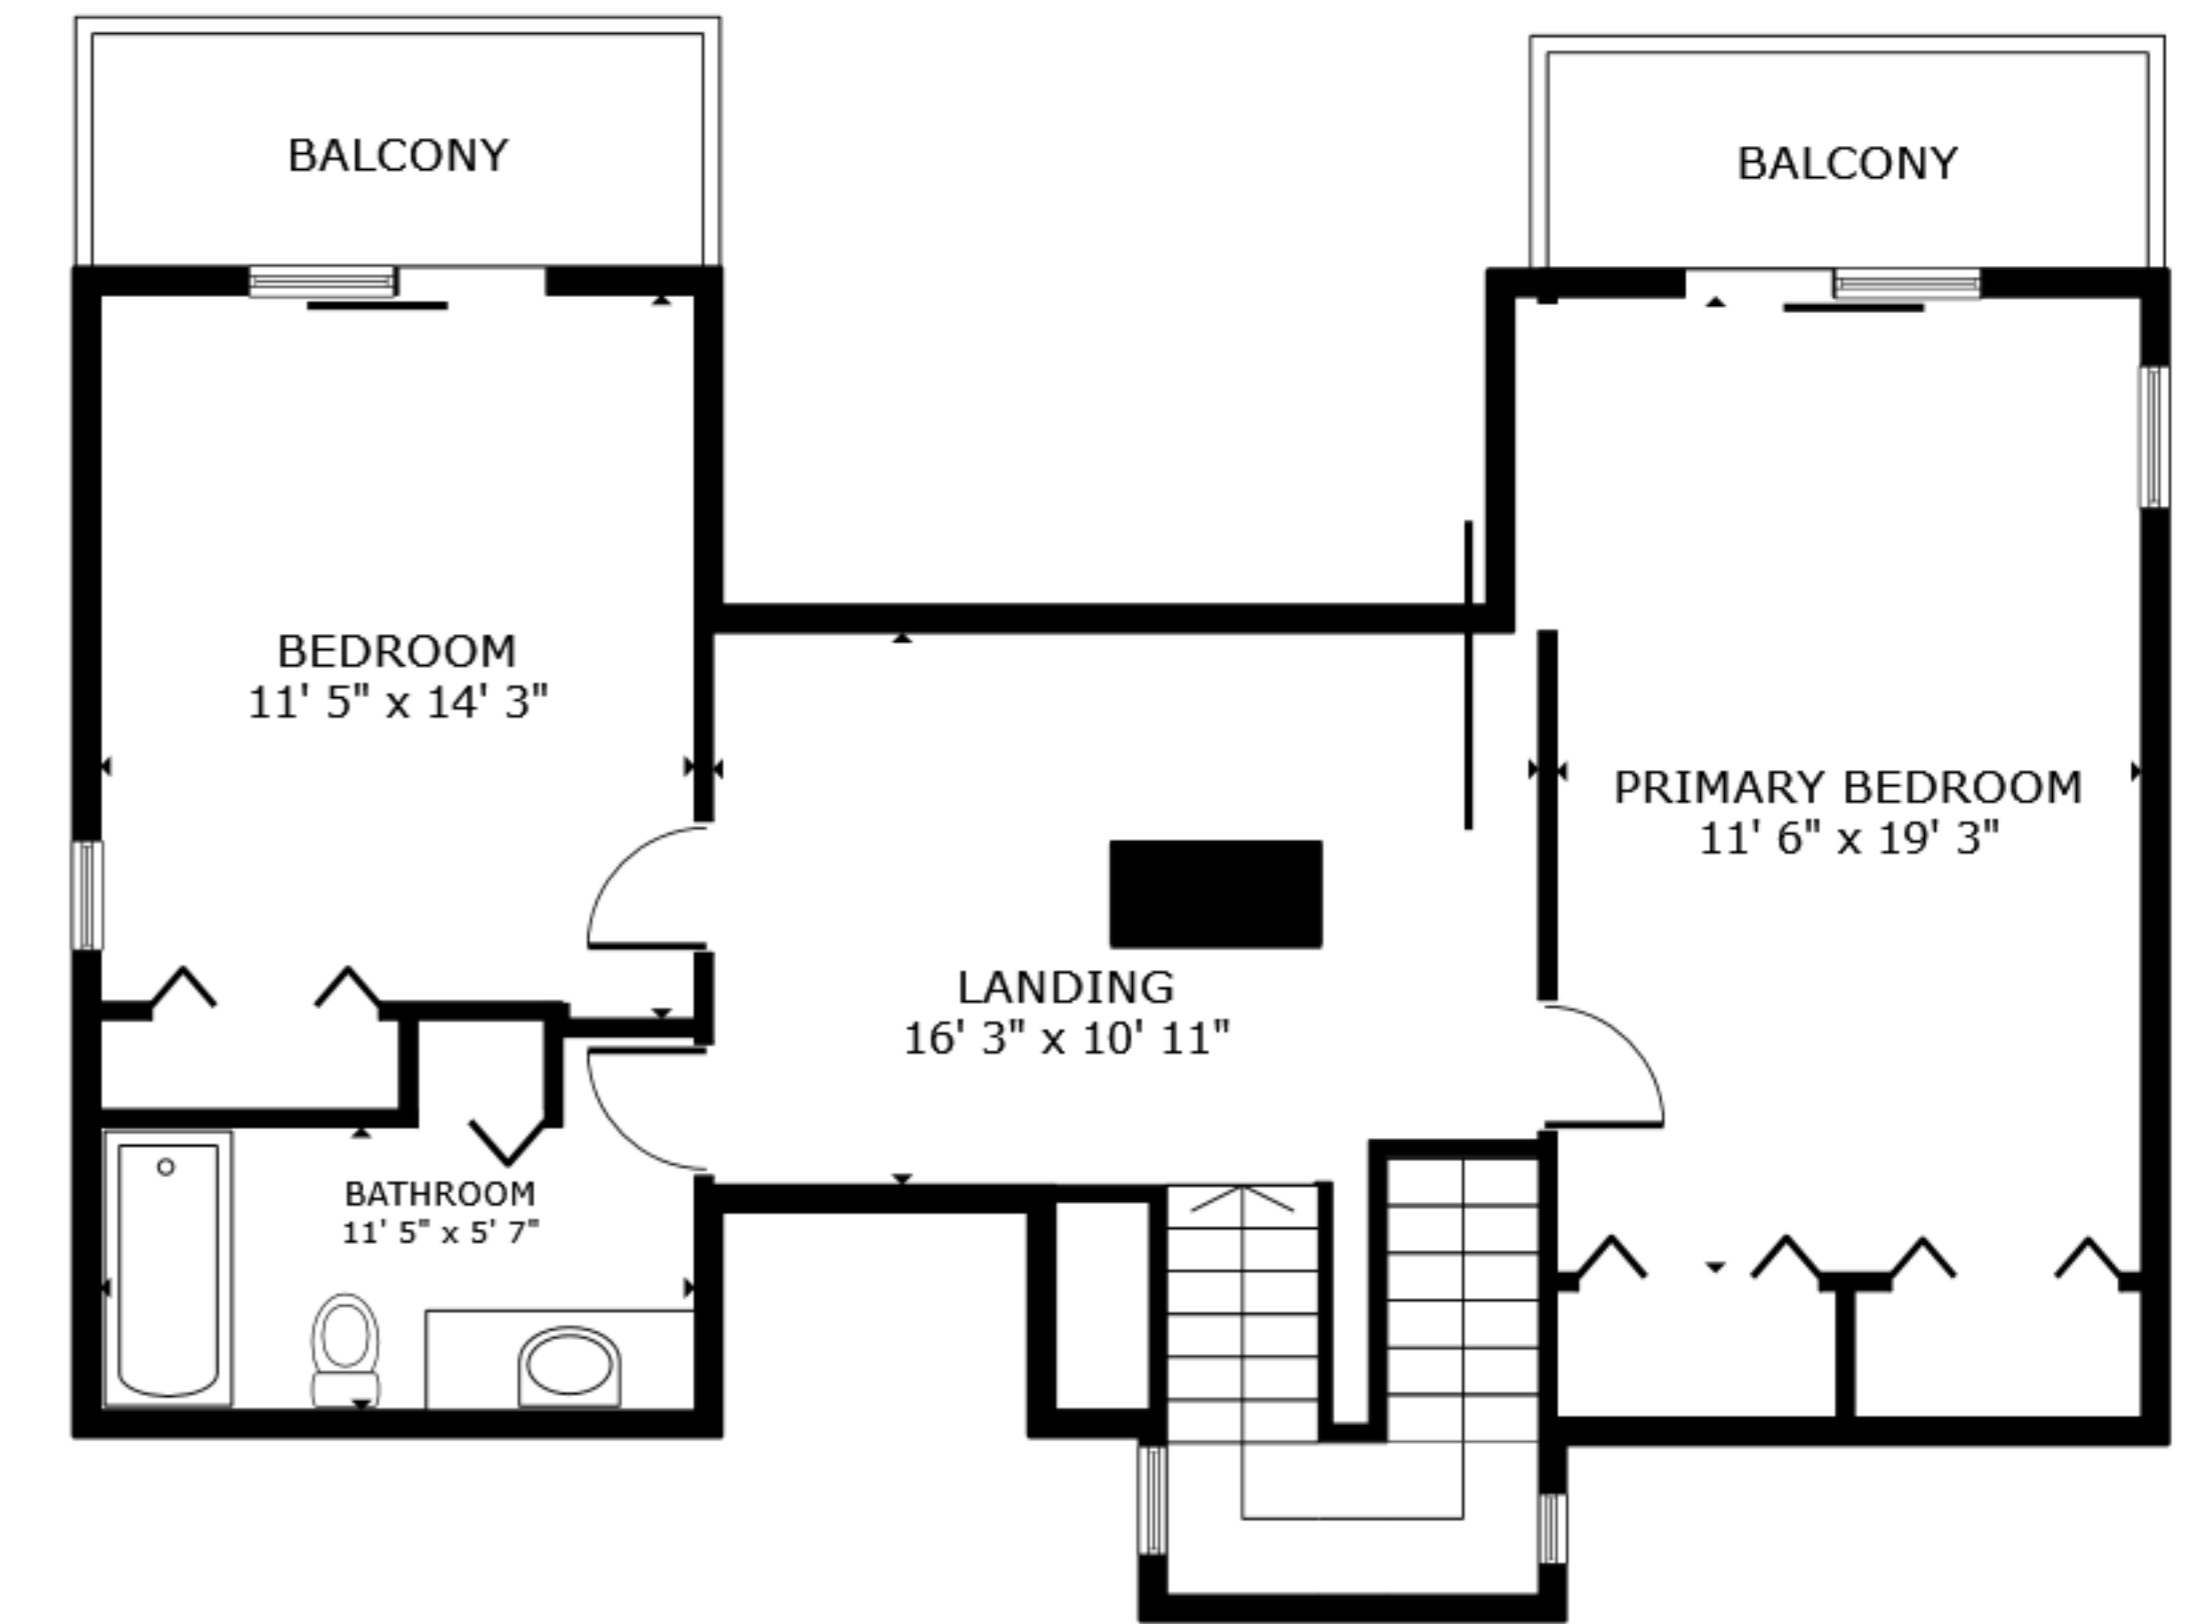 BALCONY
BALCONY
BEDROOM
11' 5" x 14' 3"
PRIMARY BEDROOM
11' 6" x 19' 3"
LANDING
16' 3" x 10' 11"
BATHROOM
11' 5" x 5' 7"